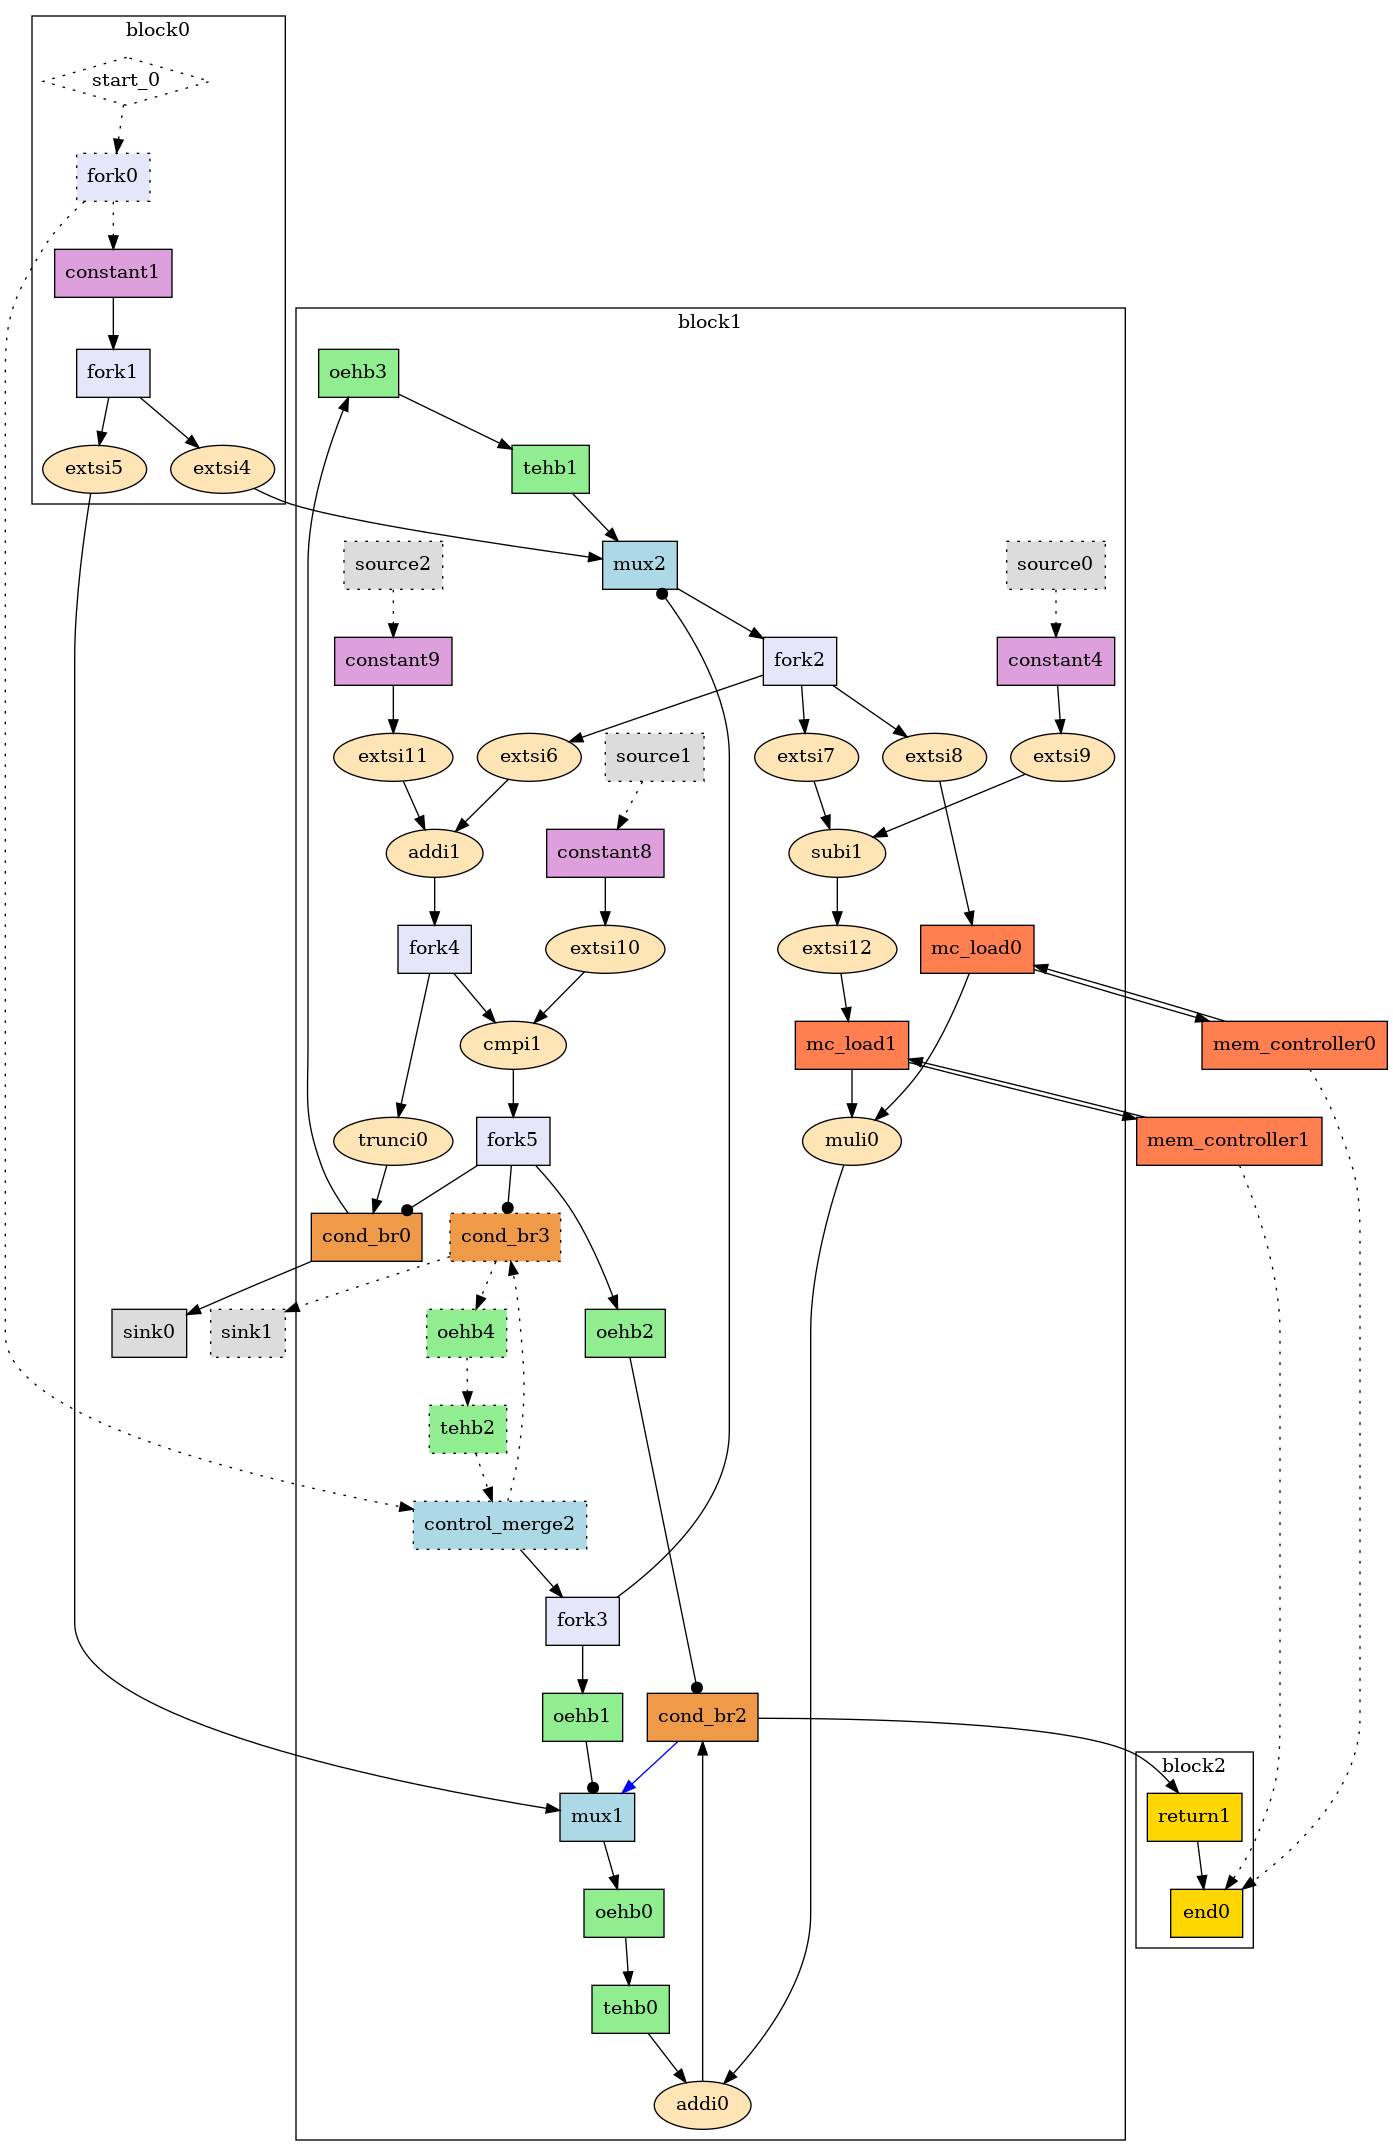 block0
start_0
fork0
constant1
block1
fork1
oehb3
extsi5
extsi4
tehb1
source2
mux2
source0
constant9
fork2
constant4
extsi11
extsi6
source1
extsi7
extsi8
extsi9
addi1
constant8
subi1
fork4
extsi10
extsi12
mc_load0
cmpi1
mc_load1
mem_controller0
trunci0
fork5
muli0
mem_controller1
cond_br0
cond_br3
sink0
sink1
oehb4
oehb2
tehb2
control_merge2
fork3
oehb1
cond_br2
block2
mux1
return1
oehb0
end0
tehb0
addi0